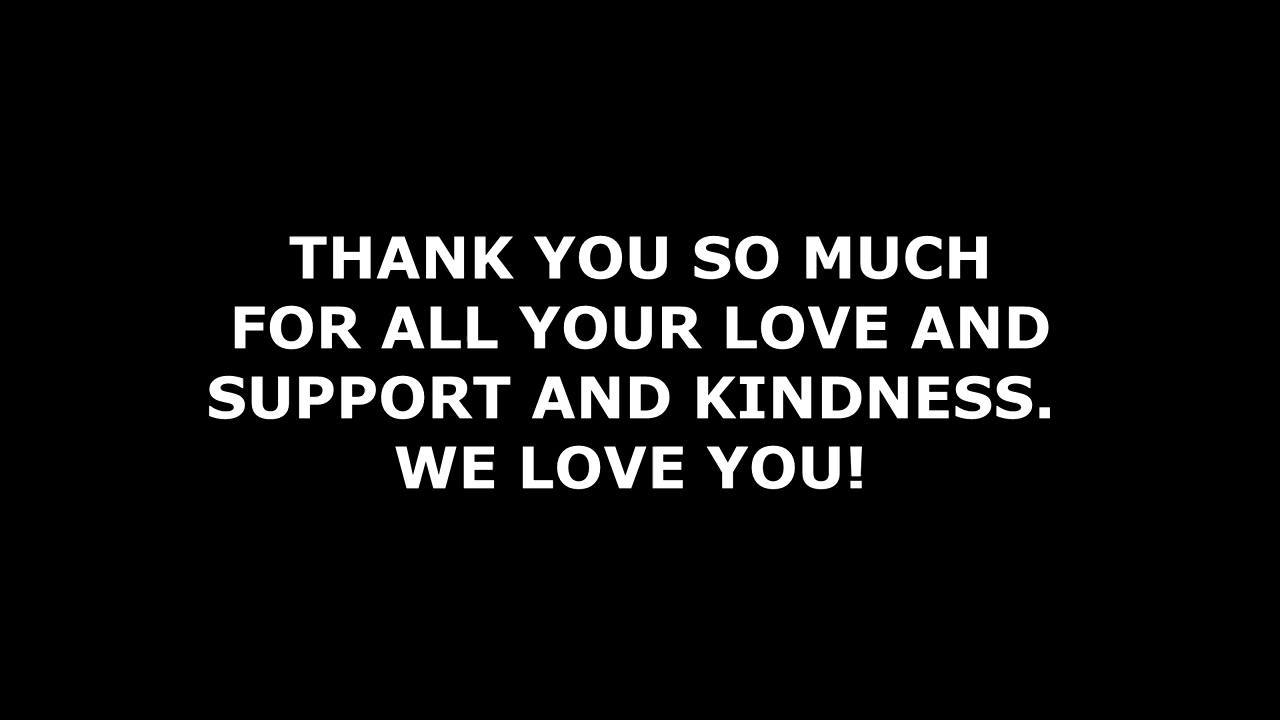 THANK YOU SO MUCH
FOR ALL YOUR LOVE AND
SUPPORT AND KINDNESS.
WE LOVE YOU!